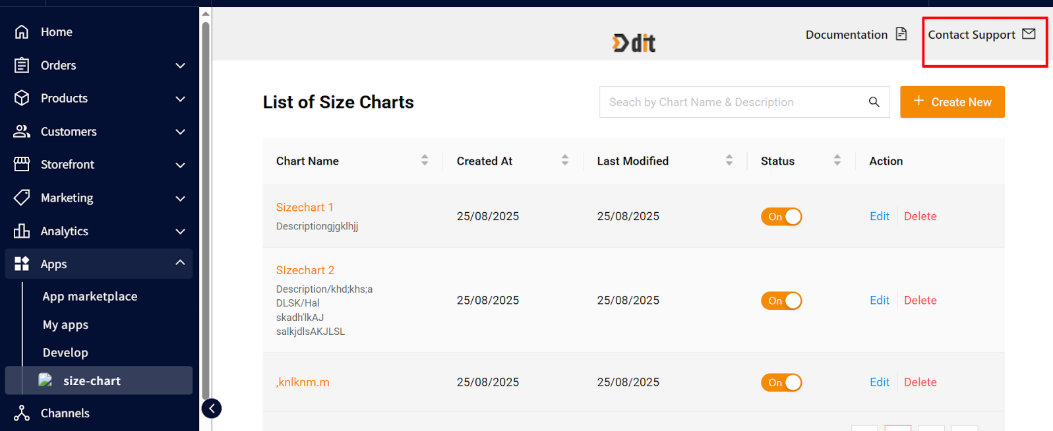 Home
Orders
Products
Customers
Storefront
Marketing
Analytics
Apps
App marketplace
My apps
Develop
size-chart
Channels
dit
Documentation
Contact Support
List of Size Charts
Seach by Chart Name & Description
+ Create New
Chart Name Created At Last Modified Status Action
Sizechart 1 25/08/2025 25/08/2025 On Edit Delete
Descriptiongjgklhjj
SIzechart 2 25/08/2025 25/08/2025 On Edit Delete
Description/khd;khs;a
DLSK/Hal
skadh'lkAJ
salkjdlsAKJLSL
,knlknm.m 25/08/2025 25/08/2025 On Edit Delete